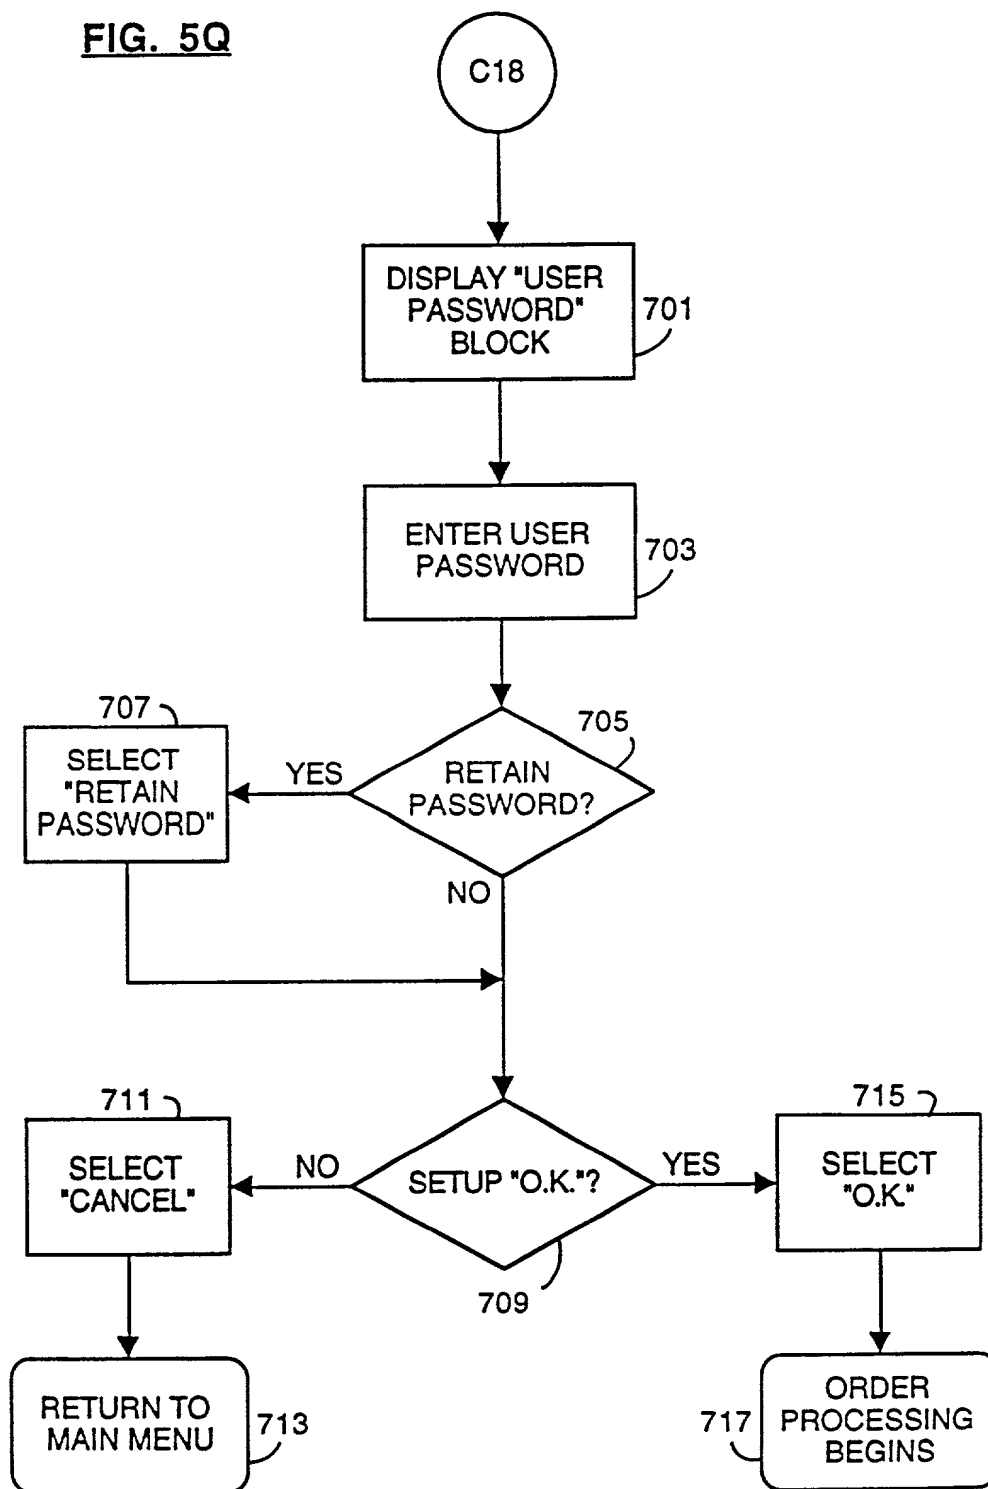 FIG. 5Q
C18
DISPLAY "USER
PASSWORD"
BLOCK
701
ENTER USER
PASSWORD
703
707
SELECT
"RETAIN
PASSWORD"
YES
705
RETAIN
PASSWORD?
NO
711
SELECT
"CANCEL"
NO
SETUP "O.K."?
709
YES
715
SELECT
"O.K."
RETURN TO
MAIN MENU
713
717
ORDER
PROCESSING
BEGINS